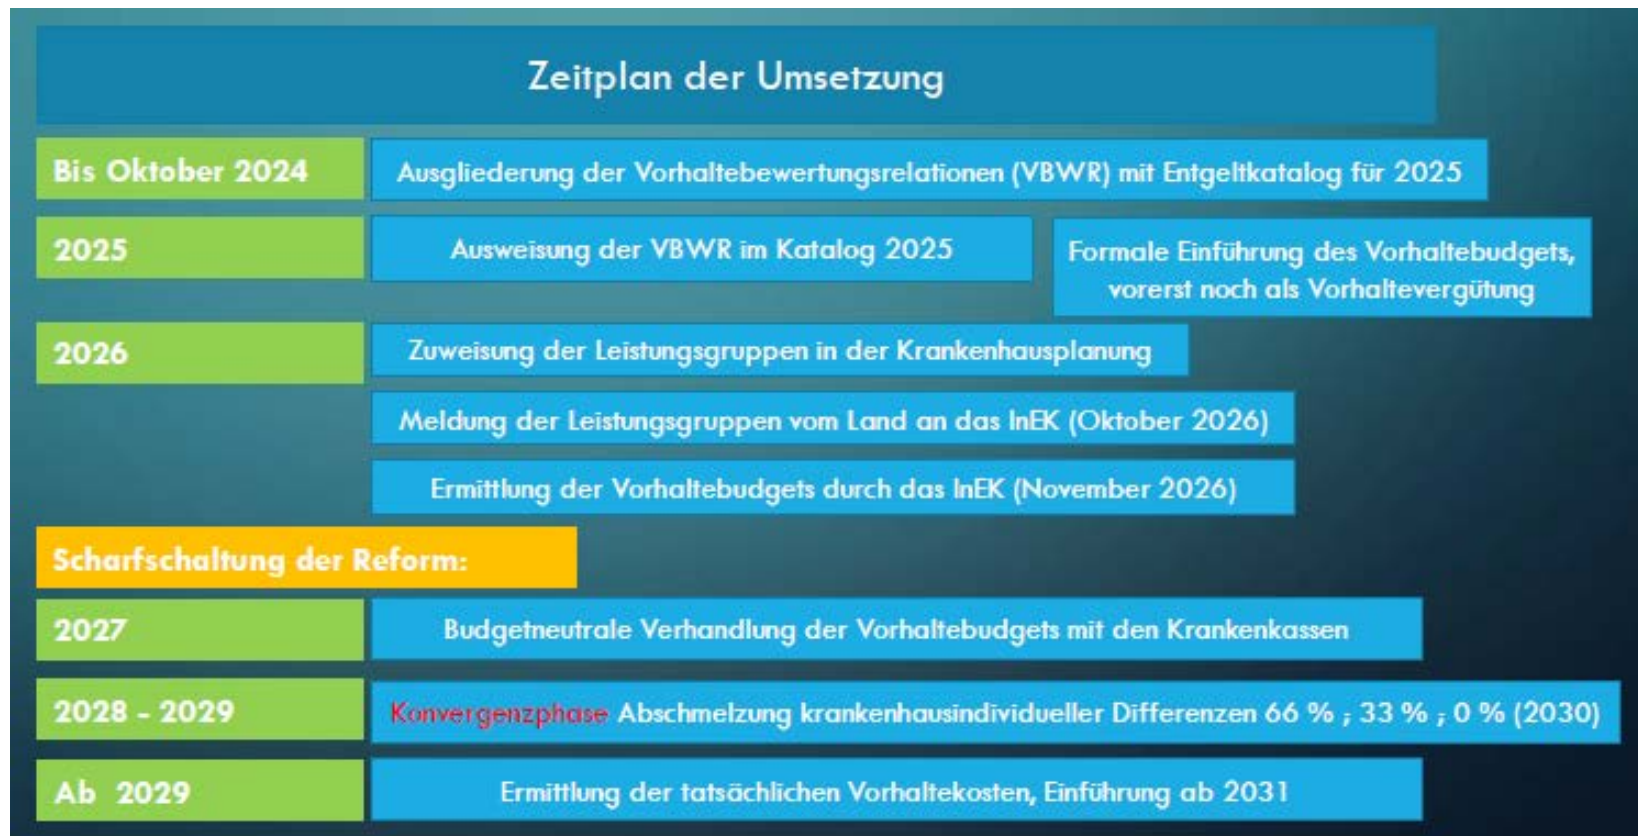 Zeitplan der Umsetzung
Bis Oktober 2024
Ausgliederung der Vorhaltebewertungsrelationen (VBWR) mit Entgeltkatalog für 2025
2025
Ausweisung der VBWR im Katalog 2025
Formale Einführung des Vorhaltebudgets,
vorerst noch als Vorhaltevergütung
2026
Zuweisung der Leistungsgruppen in der Krankenhausplanung
Meldung der Leistungsgruppen vom Land an das InEK (Oktober 2026)
Ermittlung der Vorhaltebudgets durch das InEK (November 2026)
Scharfschaltung der Reform:
2027
Budgetneutrale Verhandlung der Vorhaltebudgets mit den Krankenkassen
2028 - 2029
Konvergenzphase Abschmelzung krankenhausindividueller Differenzen 66 % ; 33 % ; 0 % (2030)
Ab 2029
Ermittlung der tatsächlichen Vorhaltekosten, Einführung ab 2031